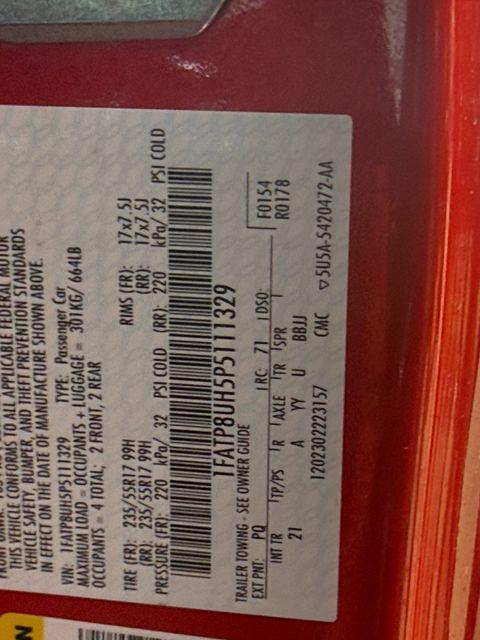 THIS VEHICLE CONFORMS TO ALL APPLICABLE FEDERAL MOTOR
VEHICLE SAFETY, BUMPER, AND THEFT PREVENTION STANDARDS
IN EFFECT ON THE DATE OF MANUFACTURE SHOWN ABOVE.
VIN: 1FATP8UH5P5111329 TYPE: Passenger Car
MAXIMUM LOAD = OCCUPANTS + LUGGAGE = 301KG/ 664LB
OCCUPANTS = 4 TOTAL; 2 FRONT, 2 REAR
TIRE (FR): 235/55R17 99H RIMS (FR): 17x7.5J
(RR): 235/55R17 99H (RR): 17x7.5J
PRESSURE (FR): 220 kPa/ 32 PSI COLD (RR): 220 kPa/ 32 PSI COLD
1FATP8UH5P5111329
TRAILER TOWING - SEE OWNER GUIDE
EXT PNT: PQ RC: 71 DSO: F0154
INT TR TP/PS R AXLE TR SPR R0178
21 A YY U BBJJ
1202302223157 CMC ▽5U5A-5420472-AA
N